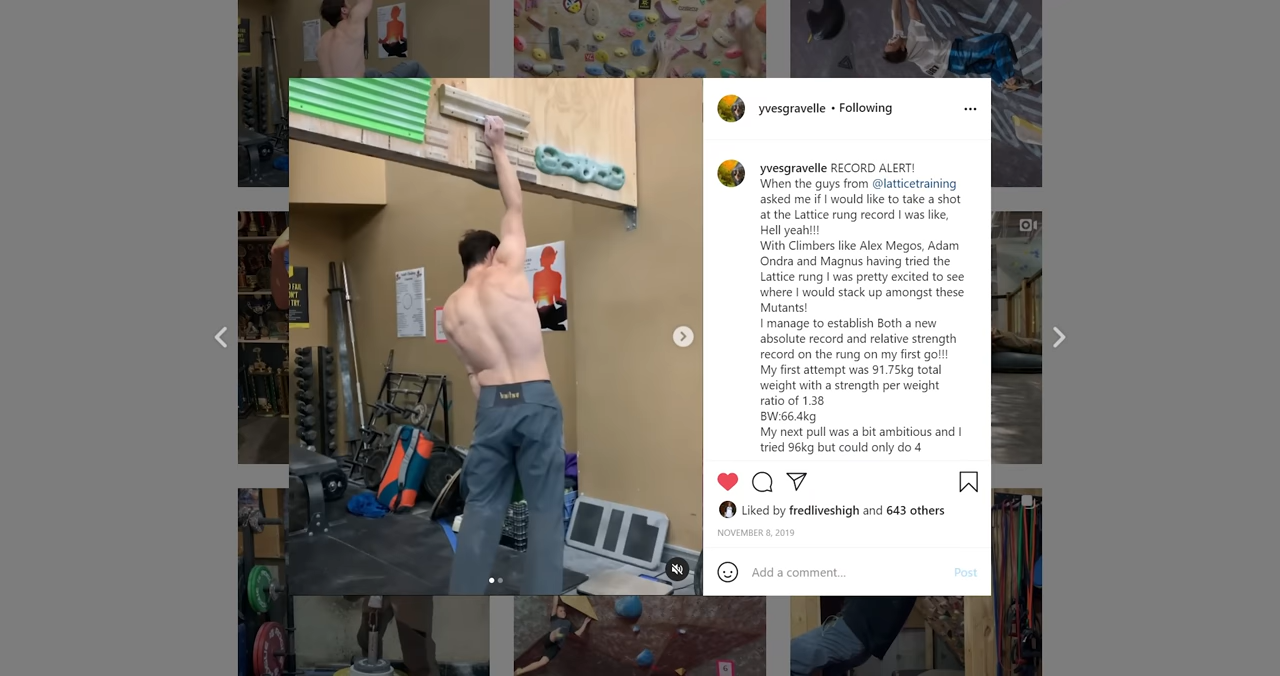 yvesgravelle • Following
yvesgravelle RECORD ALERT!
When the guys from @latticetraining
asked me if I would like to take a shot
at the Lattice rung record I was like,
Hell yeah!!!
With Climbers like Alex Megos, Adam
Ondra and Magnus having tried the
Lattice rung I was pretty excited to see
where I would stack up amongst these
Mutants!
I manage to establish Both a new
absolute record and relative strength
record on the rung on my first go!!!
My first attempt was 91.75kg total
weight with a strength per weight
ratio of 1.38
BW:66.4kg
My next pull was a bit ambitious and I
tried 96kg but could only do 4
Liked by fredliveshigh and 643 others
NOVEMBER 8, 2019
Add a comment...
Post
6